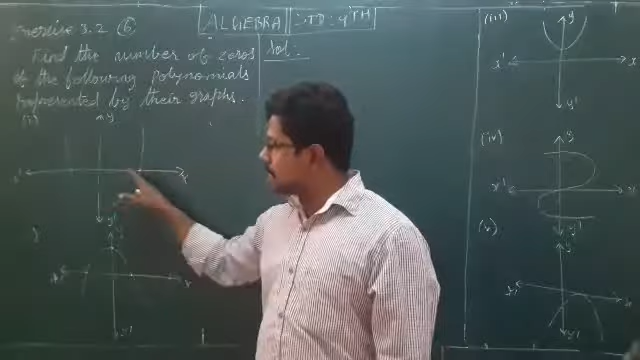 Exercise 3.2 (6)
ALGEBRA :- STD: 9TH
Find the number of zeros
of the following polynomials
represented by their graphs.
Sol:-
(i)
y
x'
x
y'
x
y'
(iii)
y
x'
x
y'
(iv)
y
x'
x
y'
(v)
y
x'
x
y'